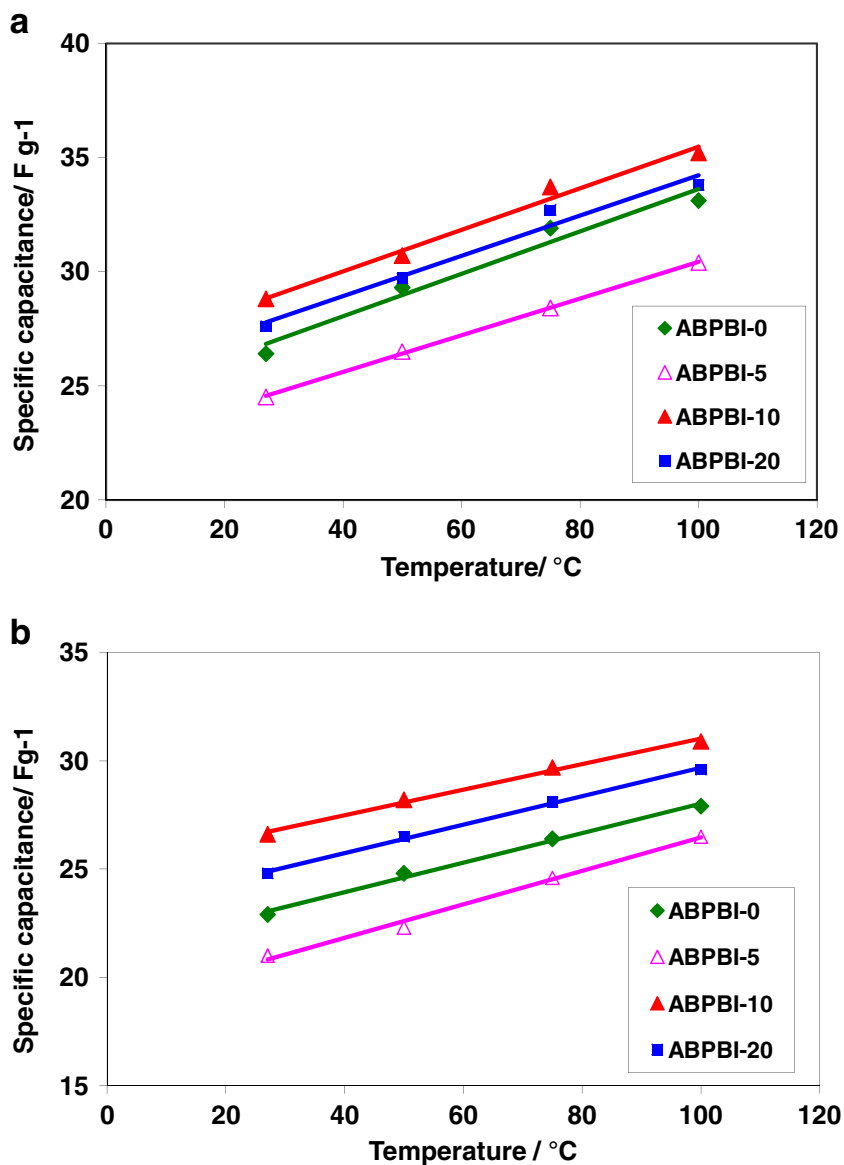 a
40
35
30
25
20
0 20 40 60 80 100 120
Specific capacitance/ F g-1
Temperature/ °C
ABPBI-0
ABPBI-5
ABPBI-10
ABPBI-20
b
35
30
25
20
15
0 20 40 60 80 100 120
Specific capacitance/ Fg-1
Temperature / °C
ABPBI-0
ABPBI-5
ABPBI-10
ABPBI-20